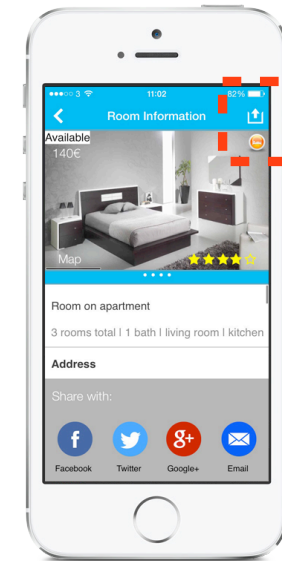 3 11:02 82%
Room Information
Available
140€
Map
Room on apartment
3 rooms total I 1 bath I living room I kitchen
Address
Share with:
f 8+
Facebook Twitter Google+ Email